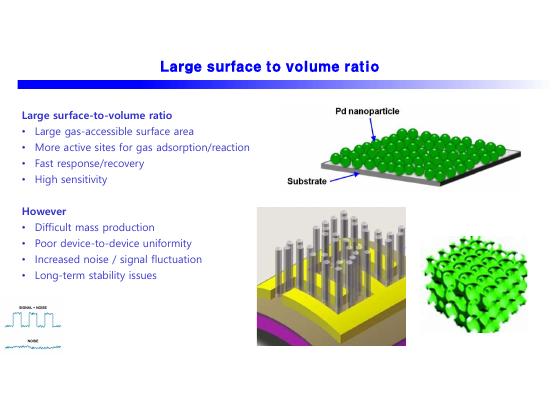 Large surface to volume ratio
Large surface-to-volume ratio
• Large gas-accessible surface area
• More active sites for gas adsorption/reaction
• Fast response/recovery
• High sensitivity
However
• Difficult mass production
• Poor device-to-device uniformity
• Increased noise / signal fluctuation
• Long-term stability issues
Pd nanoparticle
Substrate
SIGNAL + NOISE
NOISE